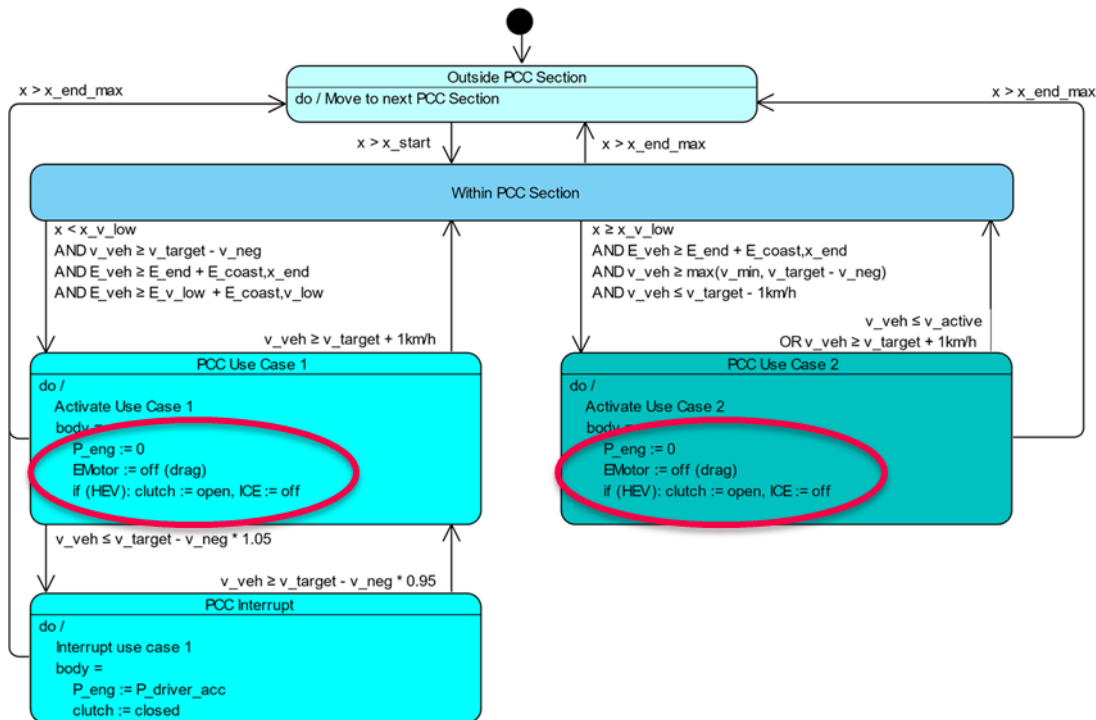 Outside PCC Section
do / Move to next PCC Section
x > x_end_max
x > x_end_max
x > x_start
x > x_end_max
Within PCC Section
x < x_v_low
AND v_veh ≥ v_target - v_neg
AND E_veh ≥ E_end + E_coast,x_end
AND E_veh ≥ E_v_low + E_coast,v_low
v_veh ≥ v_target + 1km/h
x ≥ x_v_low
AND E_veh ≥ E_end + E_coast,x_end
AND v_veh ≥ max(v_min, v_target - v_neg)
AND v_veh ≤ v_target - 1km/h
v_veh ≤ v_active
OR v_veh ≥ v_target + 1km/h
PCC Use Case 1
do /
Activate Use Case 1
body =
P_eng := 0
EMotor := off (drag)
if (HEV): clutch := open, ICE := off
PCC Use Case 2
do /
Activate Use Case 2
body =
P_eng := 0
EMotor := off (drag)
if (HEV): clutch := open, ICE := off
v_veh ≤ v_target - v_neg * 1.05
v_veh ≥ v_target - v_neg * 0.95
PCC Interrupt
do /
Interrupt use case 1
body =
P_eng := P_driver_acc
clutch := closed